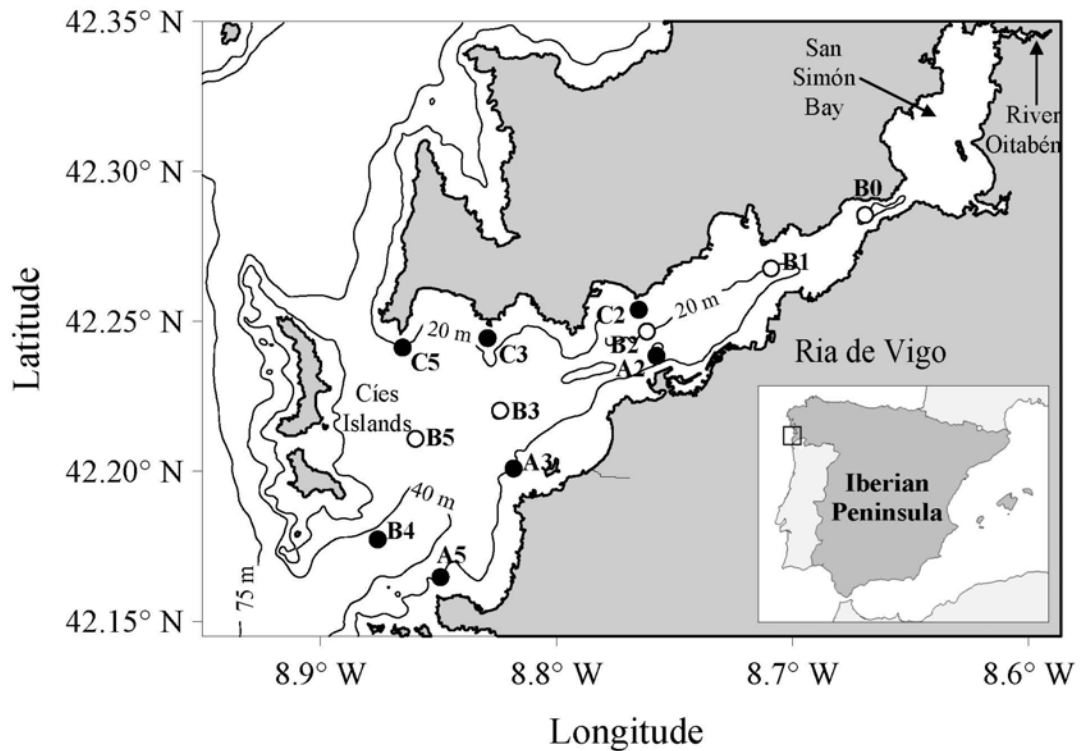 42.35° N
42.30° N
42.25° N
42.20° N
42.15° N
Latitude
8.9° W
8.8° W
8.7° W
8.6° W
Longitude
San
Simón
Bay
River
Oitabén
B0
B1
20 m
C2
B2
A2
20 m
C3
C5
Ria de Vigo
Cíes
Islands
B3
B5
A3
40 m
B4
A5
75 m
Iberian
Peninsula